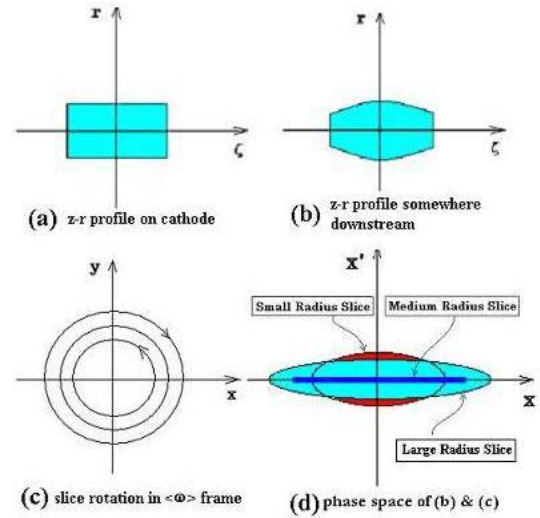 r
r
ζ
ζ
(a) z-r profile on cathode
(b) z-r profile somewhere
downstream
y
X'
Small Radius Slice
Medium Radius Slice
x
X
Large Radius Slice
(c) slice rotation in <ω> frame
(d) phase space of (b) & (c)